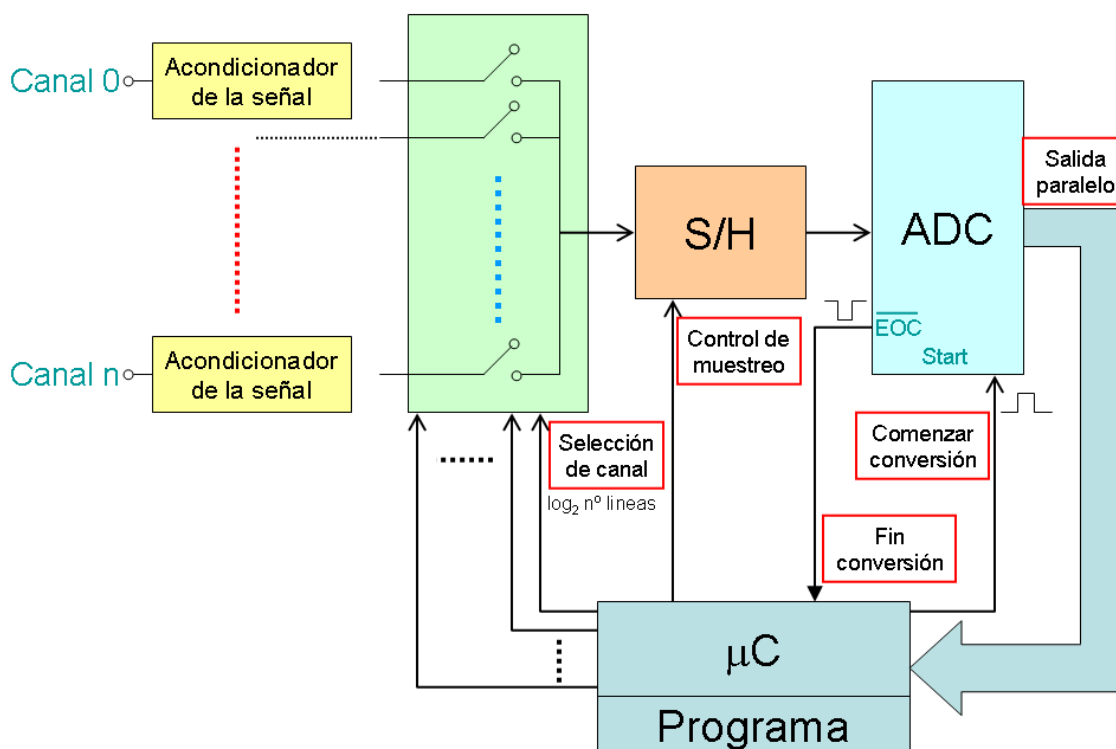 Canal 0
Acondicionador
de la señal
Salida
paralelo
S/H
ADC
EOC
Start
Control de
muestreo
Canal n
Acondicionador
de la señal
Selección
de canal
log₂ nº lineas
Comenzar
conversión
Fin
conversión
μC
Programa